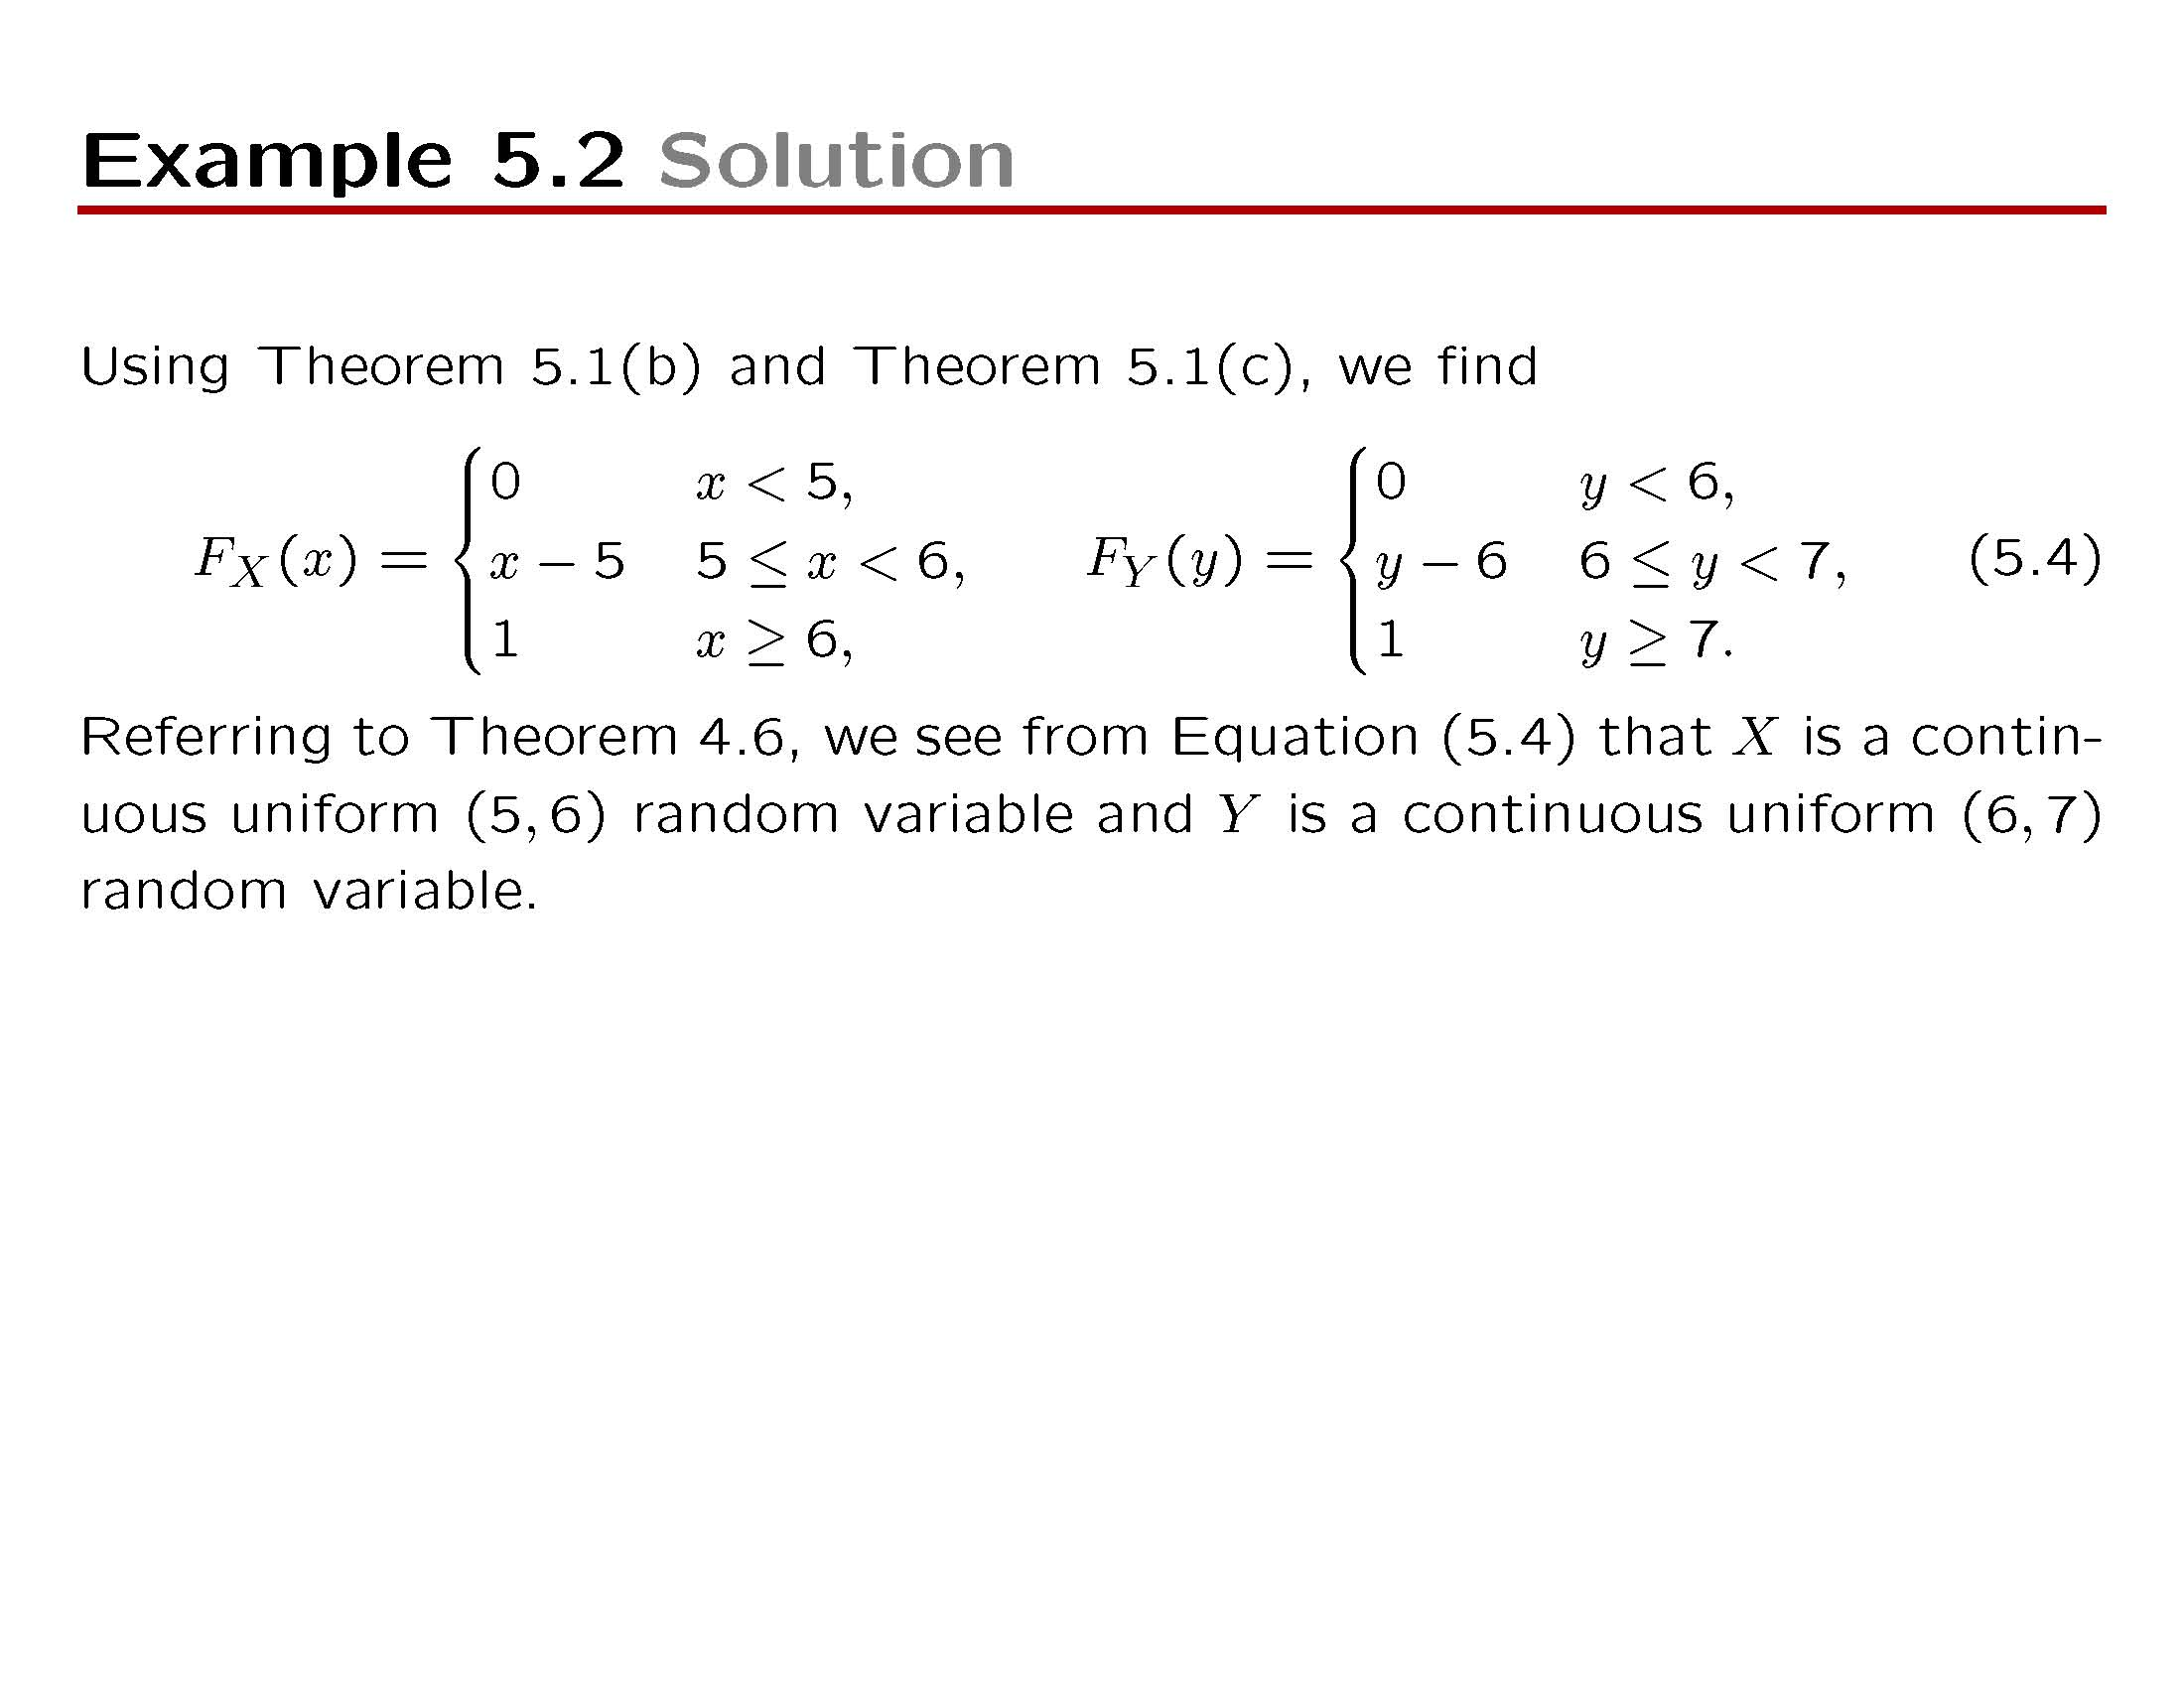 Example 5.2 Solution
Using Theorem 5.1(b) and Theorem 5.1(c), we find
F_X(x) = { 0 x < 5, F_Y(y) = { 0 y < 6,
x − 5 5 ≤ x < 6, y − 6 6 ≤ y < 7, (5.4)
1 x ≥ 6, 1 y ≥ 7.
Referring to Theorem 4.6, we see from Equation (5.4) that X is a contin-
uous uniform (5, 6) random variable and Y is a continuous uniform (6, 7)
random variable.